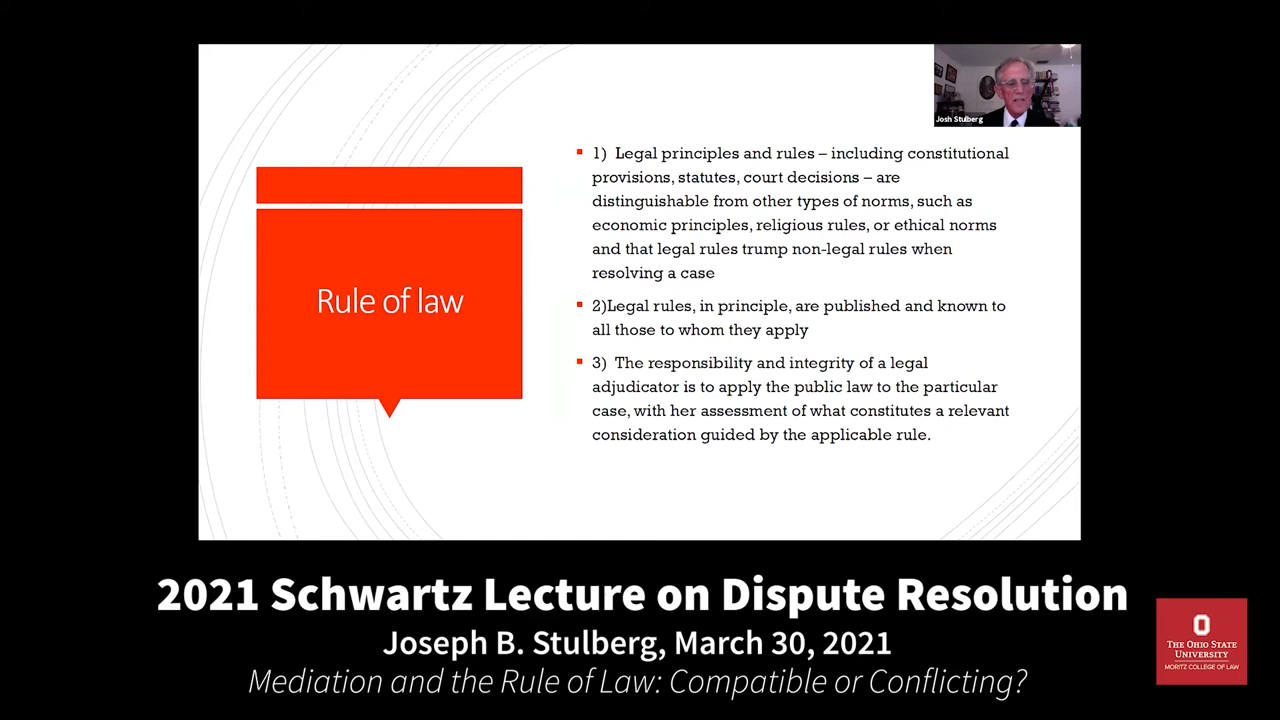 Josh Stulberg
Rule of law
1) Legal principles and rules – including constitutional
provisions, statutes, court decisions – are
distinguishable from other types of norms, such as
economic principles, religious rules, or ethical norms
and that legal rules trump non-legal rules when
resolving a case
2)Legal rules, in principle, are published and known to
all those to whom they apply
3) The responsibility and integrity of a legal
adjudicator is to apply the public law to the particular
case, with her assessment of what constitutes a relevant
consideration guided by the applicable rule.
2021 Schwartz Lecture on Dispute Resolution
Joseph B. Stulberg, March 30, 2021
Mediation and the Rule of Law: Compatible or Conflicting?
THE OHIO STATE
UNIVERSITY
MORITZ COLLEGE OF LAW